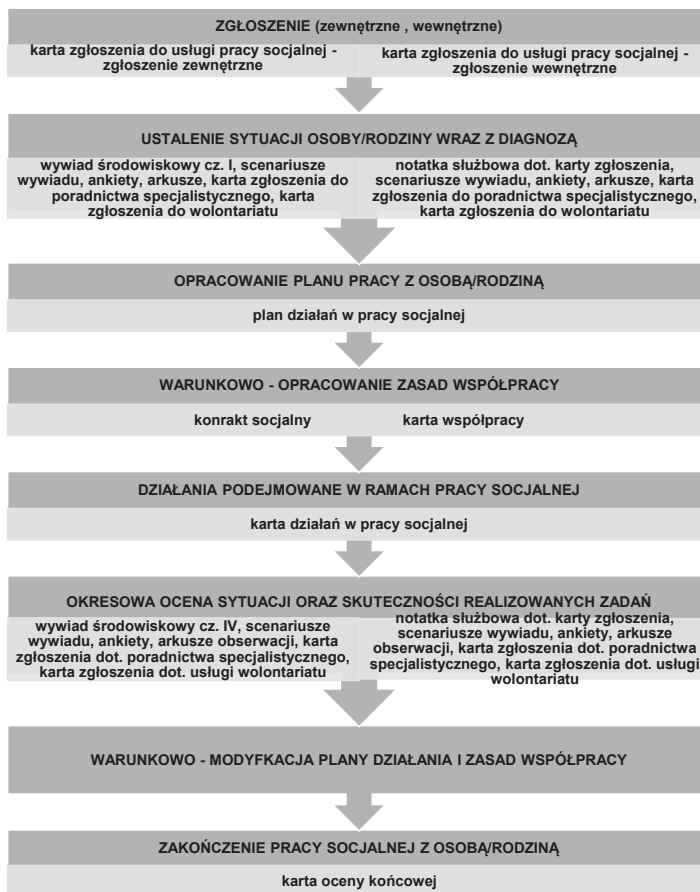 ZGŁOSZENIE (zewnętrzne , wewnętrzne)
karta zgłoszenia do usługi pracy socjalnej -
zgłoszenie zewnętrzne
karta zgłoszenia do usługi pracy socjalnej -
zgłoszenie wewnętrzne
USTALENIE SYTUACJI OSOBY/RODZINY WRAZ Z DIAGNOZĄ
wywiad środowiskowy cz. I, scenariusze
wywiadu, ankiety, arkusze, karta zgłoszenia do
poradnictwa specjalistycznego, karta
zgłoszenia do wolontariatu
notatka służbowa dot. karty zgłoszenia,
scenariusze wywiadu, ankiety, arkusze, karta
zgłoszenia do poradnictwa specjalistycznego,
karta zgłoszenia do wolontariatu
OPRACOWANIE PLANU PRACY Z OSOBĄ/RODZINĄ
plan działań w pracy socjalnej
WARUNKOWO - OPRACOWANIE ZASAD WSPÓŁPRACY
konrakt socjalny
karta współpracy
DZIAŁANIA PODEJMOWANE W RAMACH PRACY SOCJALNEJ
karta działań w pracy socjalnej
OKRESOWA OCENA SYTUACJI ORAZ SKUTECZNOŚCI REALIZOWANYCH ZADAŃ
wywiad środowiskowy cz. IV, scenariusze
wywiadu, ankiety, arkusze obserwacji, karta
zgłoszenia dot. poradnictwa specjalistycznego,
karta zgłoszenia dot. usługi wolontariatu
notatka służbowa dot. karty zgłoszenia,
scenariusze wywiadu, ankiety, arkusze
obserwacji, karta zgłoszenia dot. poradnictwa
specjalistycznego, karta zgłoszenia dot. usługi
wolontariatu
WARUNKOWO - MODYFKACJA PLANY DZIAŁANIA I ZASAD WSPÓŁPRACY
ZAKOŃCZENIE PRACY SOCJALNEJ Z OSOBĄ/RODZINĄ
karta oceny końcowej